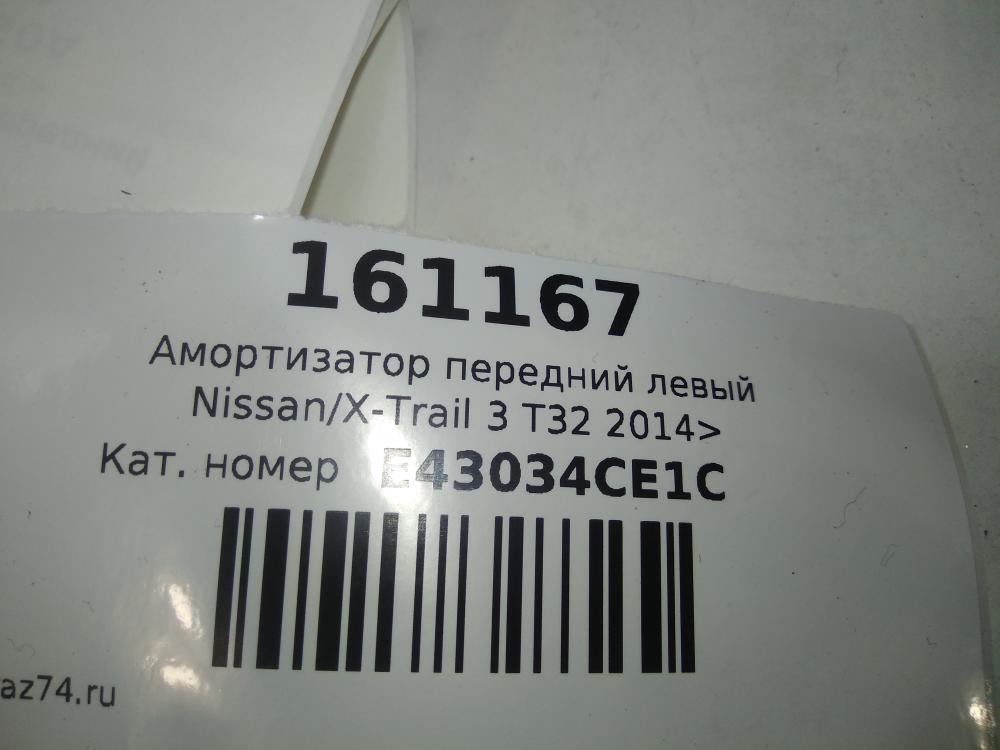 161167
Амортизатор передний левый
Nissan/X-Trail 3 T32 2014>
Кат. номер E43034CE1C
az74.ru